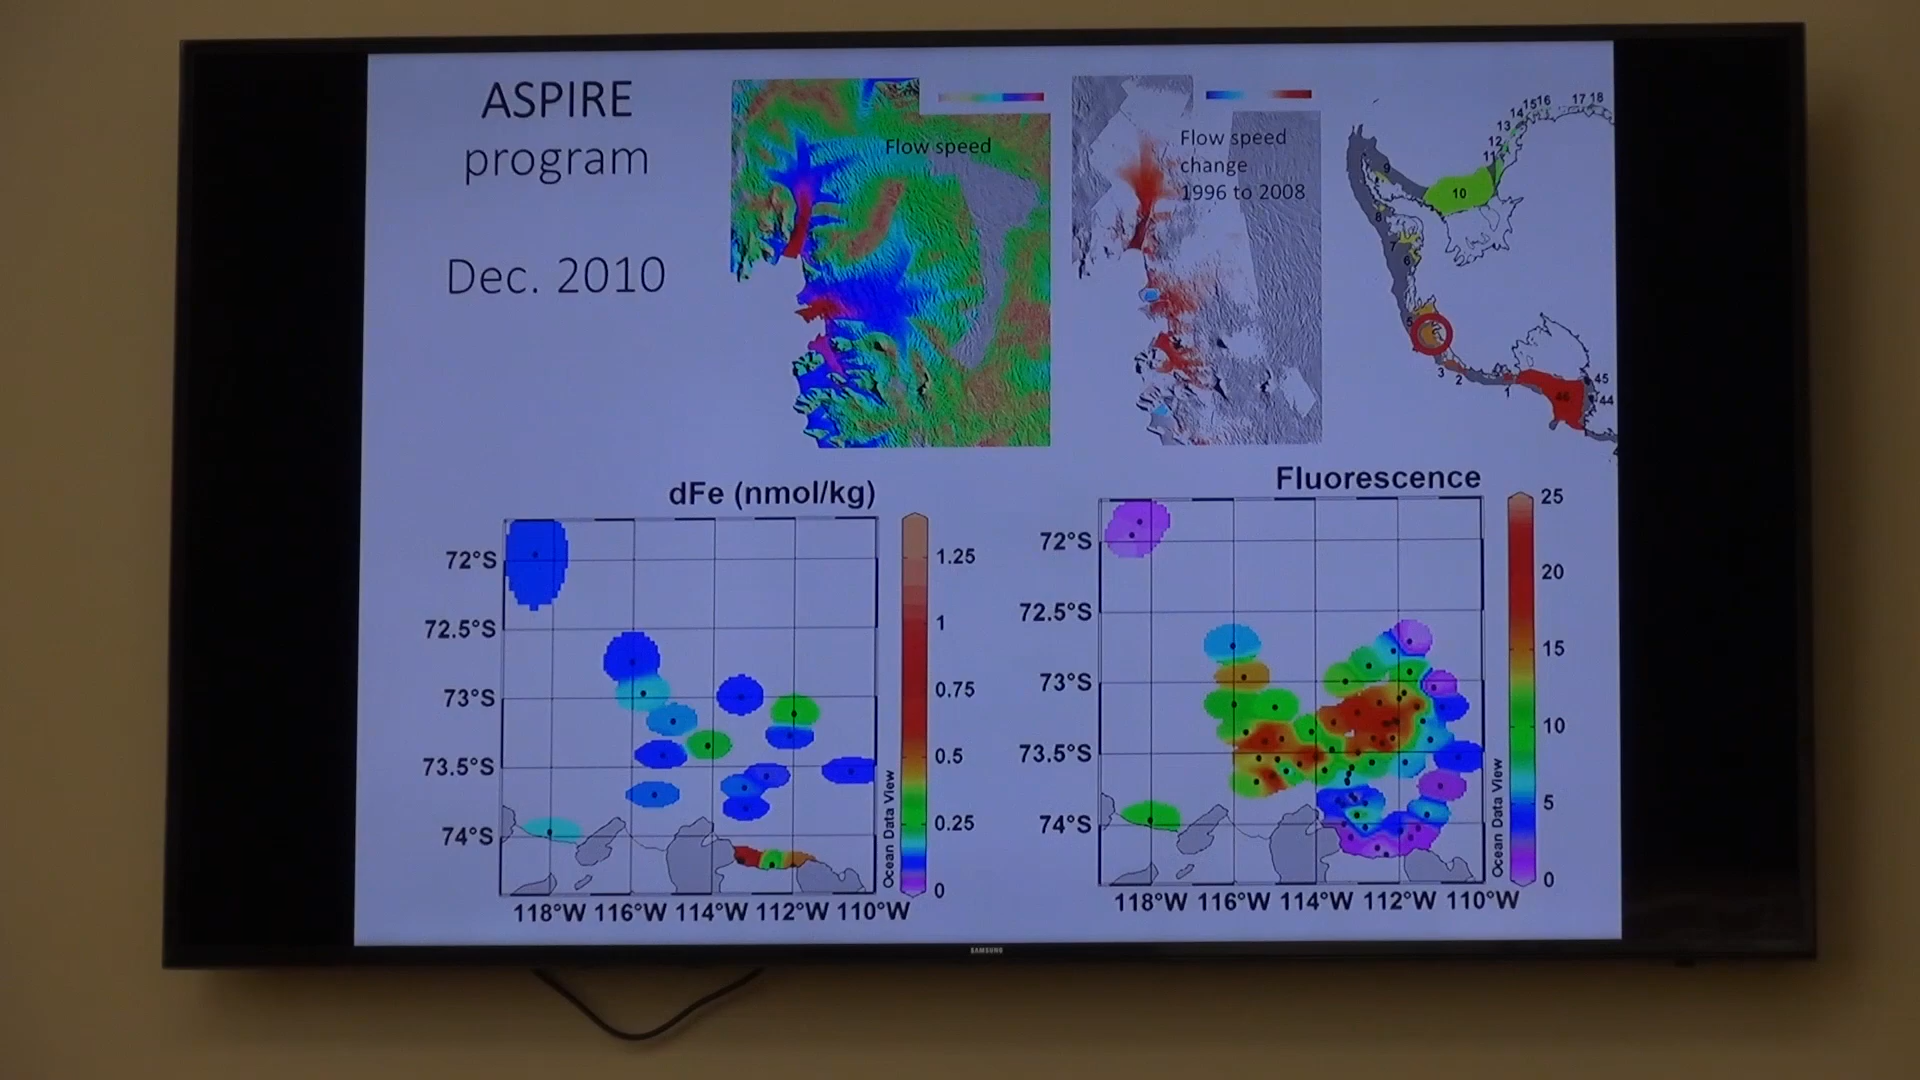 ASPIRE
program
Dec. 2010
Flow speed
Flow speed
change
1996 to 2008
9
8
7
6
5
3
2
1
10
11
12
13
14
15
16
17
18
45
44
46
dFe (nmol/kg)
72°S
72.5°S
73°S
73.5°S
74°S
118°W 116°W 114°W 112°W 110°W
1.25
1
0.75
0.5
0.25
0
Ocean Data View
Fluorescence
72°S
72.5°S
73°S
73.5°S
74°S
118°W 116°W 114°W 112°W 110°W
25
20
15
10
5
0
Ocean Data View
SAMSUNG